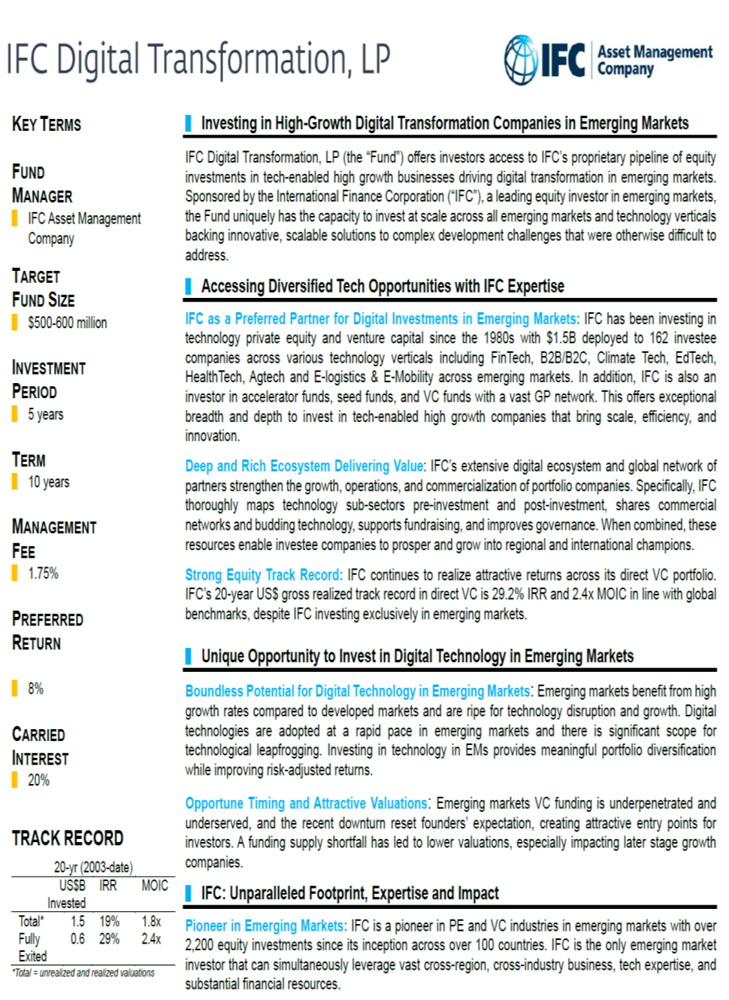 IFC Digital Transformation, LP
IFC Asset Management
Company
KEY TERMS
FUND
MANAGER
IFC Asset Management
Company
TARGET
FUND SIZE
$500-600 million
INVESTMENT
PERIOD
5 years
TERM
10 years
MANAGEMENT
FEE
1.75%
PREFERRED
RETURN
8%
CARRIED
INTEREST
20%
TRACK RECORD
20-yr (2003-date)
US$B IRR MOIC
Invested
Total* 1.5 19% 1.8x
Fully 0.6 29% 2.4x
Exited
*Total = unrealized and realized valuations
Investing in High-Growth Digital Transformation Companies in Emerging Markets
IFC Digital Transformation, LP (the “Fund”) offers investors access to IFC’s proprietary pipeline of equity
investments in tech-enabled high growth businesses driving digital transformation in emerging markets.
Sponsored by the International Finance Corporation (“IFC”), a leading equity investor in emerging markets,
the Fund uniquely has the capacity to invest at scale across all emerging markets and technology verticals
backing innovative, scalable solutions to complex development challenges that were otherwise difficult to
address.
Accessing Diversified Tech Opportunities with IFC Expertise
IFC as a Preferred Partner for Digital Investments in Emerging Markets: IFC has been investing in
technology private equity and venture capital since the 1980s with $1.5B deployed to 162 investee
companies across various technology verticals including FinTech, B2B/B2C, Climate Tech, EdTech,
HealthTech, Agtech and E-logistics & E-Mobility across emerging markets. In addition, IFC is also an
investor in accelerator funds, seed funds, and VC funds with a vast GP network. This offers exceptional
breadth and depth to invest in tech-enabled high growth companies that bring scale, efficiency, and
innovation.
Deep and Rich Ecosystem Delivering Value: IFC’s extensive digital ecosystem and global network of
partners strengthen the growth, operations, and commercialization of portfolio companies. Specifically, IFC
thoroughly maps technology sub-sectors pre-investment and post-investment, shares commercial
networks and budding technology, supports fundraising, and improves governance. When combined, these
resources enable investee companies to prosper and grow into regional and international champions.
Strong Equity Track Record: IFC continues to realize attractive returns across its direct VC portfolio.
IFC’s 20-year US$ gross realized track record in direct VC is 29.2% IRR and 2.4x MOIC in line with global
benchmarks, despite IFC investing exclusively in emerging markets.
Unique Opportunity to Invest in Digital Technology in Emerging Markets
Boundless Potential for Digital Technology in Emerging Markets: Emerging markets benefit from high
growth rates compared to developed markets and are ripe for technology disruption and growth. Digital
technologies are adopted at a rapid pace in emerging markets and there is significant scope for
technological leapfrogging. Investing in technology in EMs provides meaningful portfolio diversification
while improving risk-adjusted returns.
Opportune Timing and Attractive Valuations: Emerging markets VC funding is underpenetrated and
underserved, and the recent downturn reset founders’ expectation, creating attractive entry points for
investors. A funding supply shortfall has led to lower valuations, especially impacting later stage growth
companies.
IFC: Unparalleled Footprint, Expertise and Impact
Pioneer in Emerging Markets: IFC is a pioneer in PE and VC industries in emerging markets with over
2,200 equity investments since its inception across over 100 countries. IFC is the only emerging market
investor that can simultaneously leverage vast cross-region, cross-industry business, tech expertise, and
substantial financial resources.